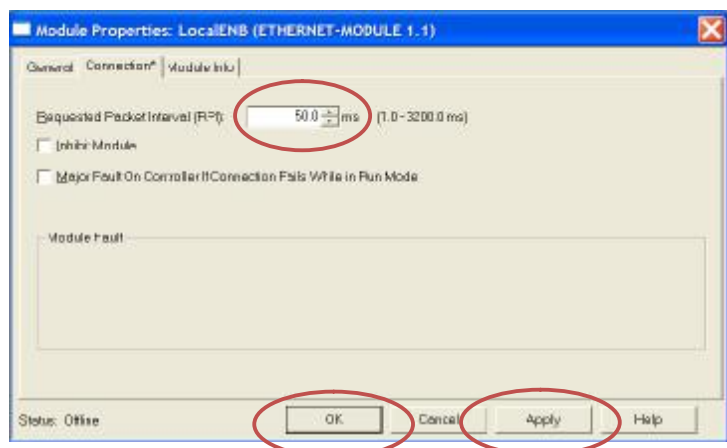 Module Properties: LocalENB (ETHERNET-MODULE 1.1)
General Connection* Module Info
Requested Packet Interval (RPI): 50.0 ms (1.0 - 3200.0 ms)
Inhibit Module
Major Fault On Controller If Connection Fails While in Run Mode
Module Fault
Status: Offline OK Cancel Apply Help